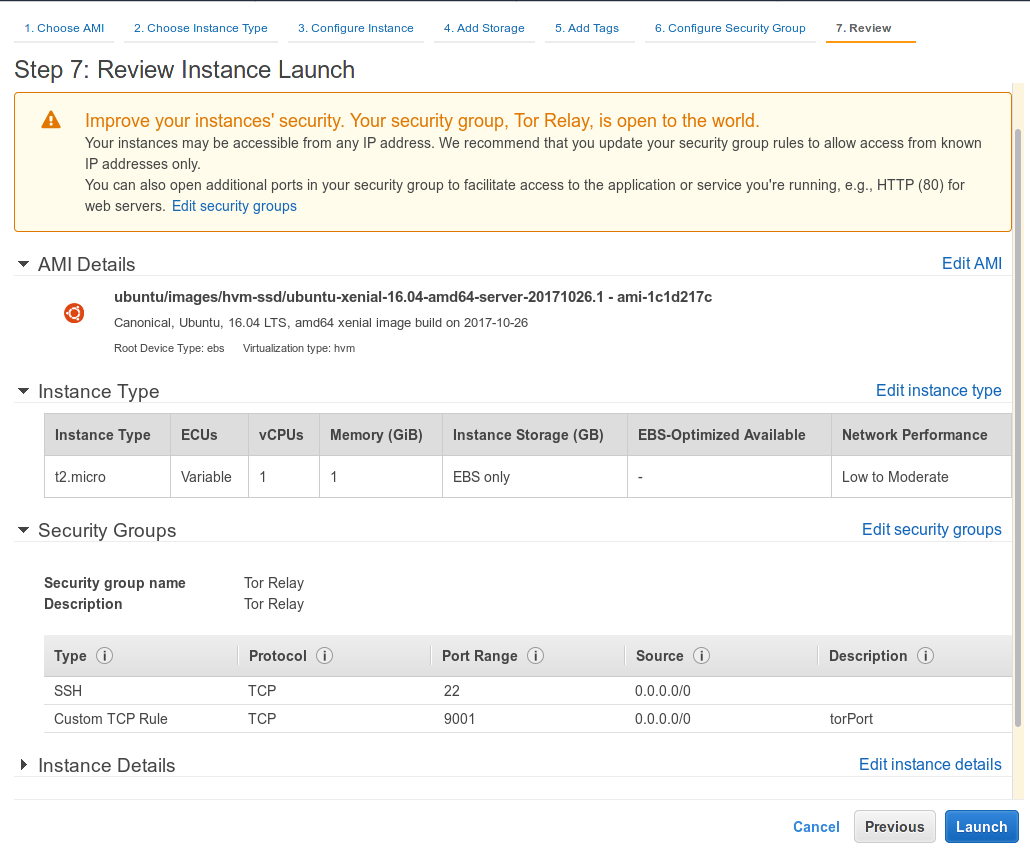 1. Choose AMI 2. Choose Instance Type 3. Configure Instance 4. Add Storage 5. Add Tags 6. Configure Security Group 7. Review
Step 7: Review Instance Launch
Improve your instances' security. Your security group, Tor Relay, is open to the world.
Your instances may be accessible from any IP address. We recommend that you update your security group rules to allow access from known
IP addresses only.
You can also open additional ports in your security group to facilitate access to the application or service you're running, e.g., HTTP (80) for
web servers. Edit security groups
AMI Details Edit AMI
ubuntu/images/hvm-ssd/ubuntu-xenial-16.04-amd64-server-20171026.1 - ami-1c1d217c
Canonical, Ubuntu, 16.04 LTS, amd64 xenial image build on 2017-10-26
Root Device Type: ebs Virtualization type: hvm
Instance Type Edit instance type
Instance Type ECUs vCPUs Memory (GiB) Instance Storage (GB) EBS-Optimized Available Network Performance
t2.micro Variable 1 1 EBS only - Low to Moderate
Security Groups Edit security groups
Security group name Tor Relay
Description Tor Relay
Type i Protocol i Port Range i Source i Description i
SSH TCP 22 0.0.0.0/0
Custom TCP Rule TCP 9001 0.0.0.0/0 torPort
Instance Details Edit instance details
Cancel Previous Launch